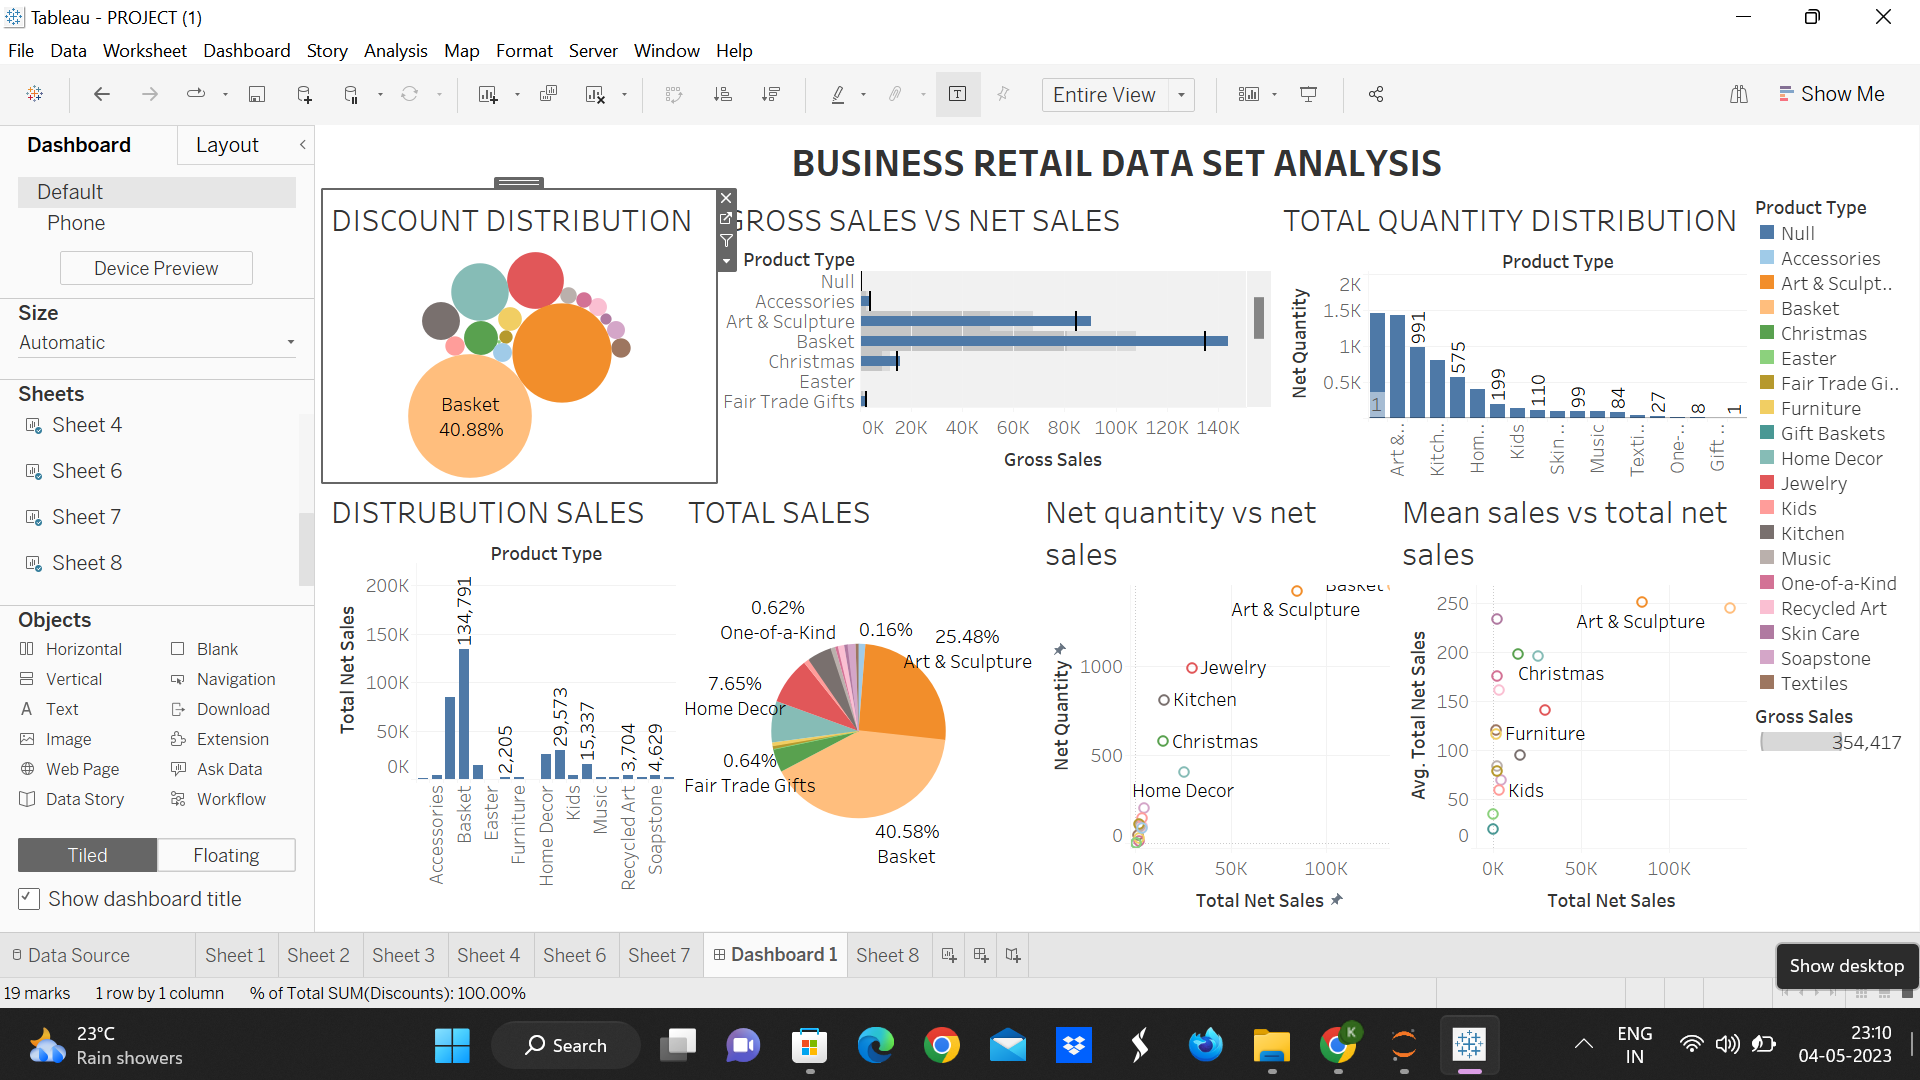 Tableau - PROJECT (1)
File Data Worksheet Dashboard Story Analysis Map Format Server Window Help
Entire View
Show Me
Dashboard
Layout
Default
Phone
Device Preview
Size
Automatic
Sheets
Sheet 4
Sheet 6
Sheet 7
Sheet 8
Objects
Horizontal
Blank
Vertical
Navigation
Text
Download
Image
Extension
Web Page
Ask Data
Data Story
Workflow
Tiled
Floating
Show dashboard title
BUSINESS RETAIL DATA SET ANALYSIS
DISCOUNT DISTRIBUTION
Basket
40.88%
GROSS SALES VS NET SALES
Product Type
Null
Accessories
Art & Sculpture
Basket
Christmas
Easter
Fair Trade Gifts
0K 20K 40K 60K 80K 100K 120K 140K
Gross Sales
TOTAL QUANTITY DISTRIBUTION
Product Type
Net Quantity
2K
1.5K
1K
0.5K
1
991
575
199
110
99
84
27
8
1
Art &..
Kitch..
Hom..
Kids
Skin ..
Music
Texti..
One-..
Gift ..
Product Type
Null
Accessories
Art & Sculpt..
Basket
Christmas
Easter
Fair Trade Gi..
Furniture
Gift Baskets
Home Decor
Jewelry
Kids
Kitchen
Music
One-of-a-Kind
Recycled Art
Skin Care
Soapstone
Textiles
Gross Sales
354,417
DISTRUBUTION SALES
Product Type
Total Net Sales
200K
150K
100K
50K
0K
134,791
2,205
29,573
15,337
3,704
4,629
Accessories
Basket
Easter
Furniture
Home Decor
Kids
Music
Recycled Art
Soapstone
TOTAL SALES
0.62%
One-of-a-Kind
0.16%
25.48%
Art & Sculpture
7.65%
Home Decor
0.64%
Fair Trade Gifts
40.58%
Basket
Net quantity vs net
sales
Net Quantity
1000
500
0
Basket
Art & Sculpture
Jewelry
Kitchen
Christmas
Home Decor
0K 50K 100K
Total Net Sales
Mean sales vs total net
sales
Avg. Total Net Sales
250
200
150
100
50
0
Art & Sculpture
Christmas
Furniture
Kids
0K 50K 100K
Total Net Sales
Data Source
Sheet 1
Sheet 2
Sheet 3
Sheet 4
Sheet 6
Sheet 7
Dashboard 1
Sheet 8
Show desktop
19 marks 1 row by 1 column % of Total SUM(Discounts): 100.00%
23°C
Rain showers
Search
K
ENG
IN
23:10
04-05-2023